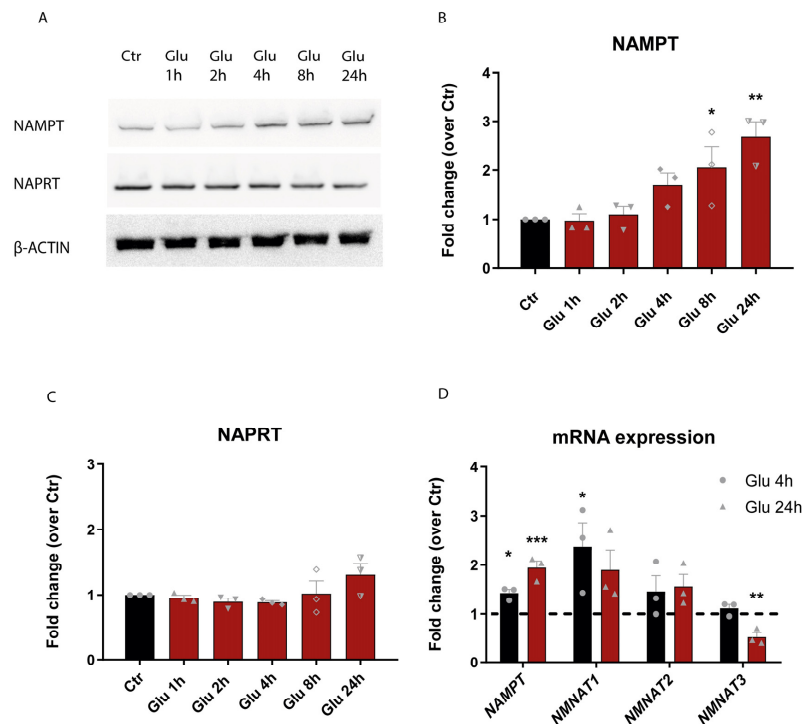 A
Ctr Glu Glu Glu Glu Glu
1h 2h 4h 8h 24h
NAMPT
NAPRT
β-ACTIN
B
NAMPT
Fold change (over Ctr)
4
3
2
1
0
* **
Ctr Glu 1h Glu 2h Glu 4h Glu 8h Glu 24h
C
NAPRT
Fold change (over Ctr)
3
2
1
0
Ctr Glu 1h Glu 2h Glu 4h Glu 8h Glu 24h
D
mRNA expression
Fold change (over Ctr)
4
3
2
1
0
Glu 4h
Glu 24h
* *** * **
NAMPT NMNAT1 NMNAT2 NMNAT3